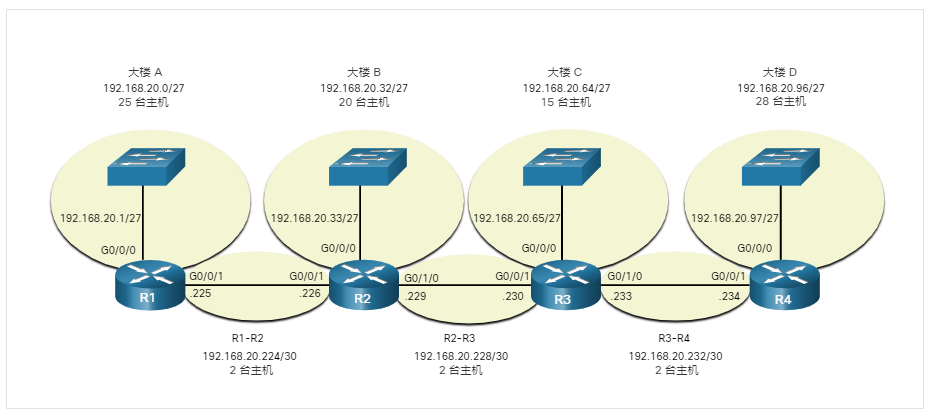 大楼 A
192.168.20.0/27
25 台主机
大楼 B
192.168.20.32/27
20 台主机
大楼 C
192.168.20.64/27
15 台主机
大楼 D
192.168.20.96/27
28 台主机
192.168.20.1/27
192.168.20.33/27
192.168.20.65/27
192.168.20.97/27
G0/0/0
G0/0/0
G0/0/0
G0/0/0
R1
G0/0/1
.225
G0/0/1
.226
R2
G0/1/0
.229
G0/0/1
.230
R3
G0/1/0
.233
G0/0/1
.234
R4
R1-R2
192.168.20.224/30
2 台主机
R2-R3
192.168.20.228/30
2 台主机
R3-R4
192.168.20.232/30
2 台主机